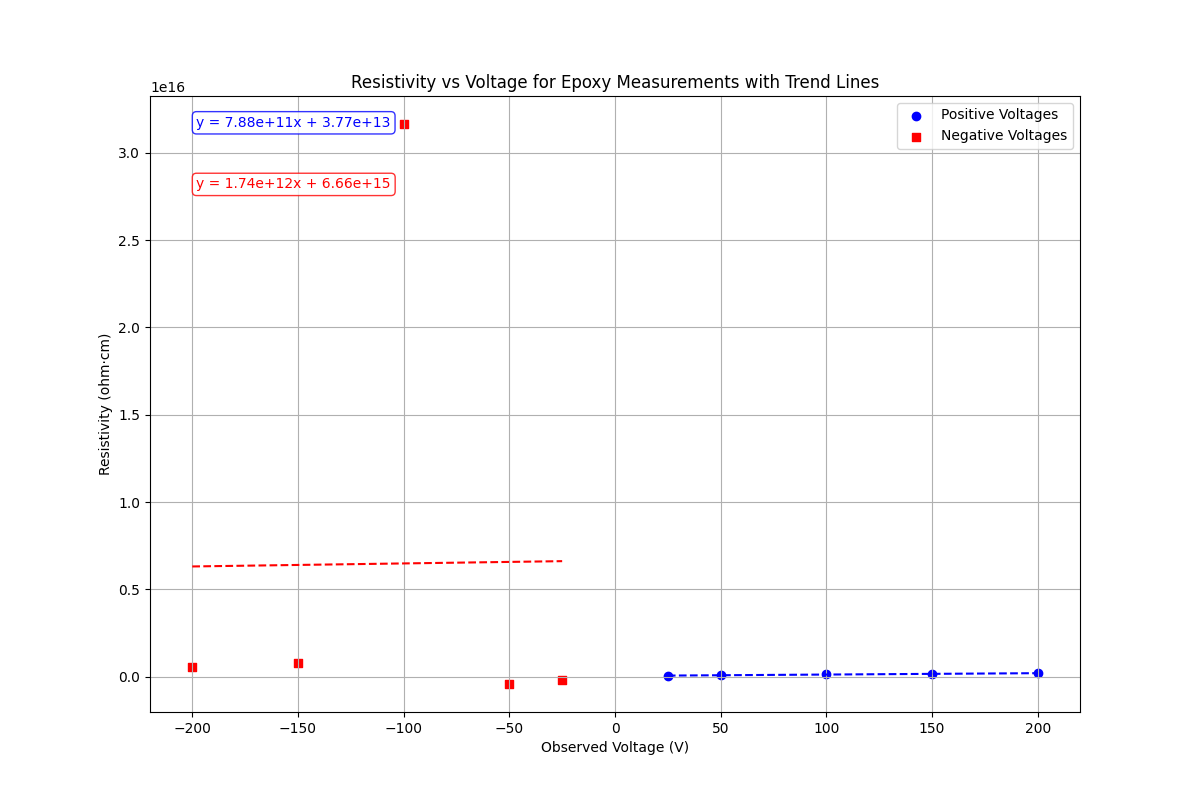 Resistivity vs Voltage for Epoxy Measurements with Trend Lines
1e16
y = 7.88e+11x + 3.77e+13
y = 1.74e+12x + 6.66e+15
Positive Voltages
Negative Voltages
3.0
2.5
2.0
1.5
1.0
0.5
0.0
Resistivity (ohm·cm)
−200 −150 −100 −50 0 50 100 150 200
Observed Voltage (V)